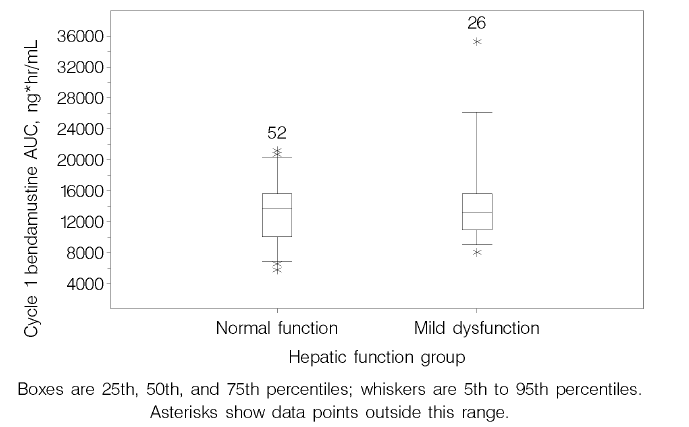 26
36000
32000
28000
24000
20000
16000
12000
8000
4000
52
Cycle 1 bendamustine AUC, ng*hr/mL
Normal function
Mild dysfunction
Hepatic function group
Boxes are 25th, 50th, and 75th percentiles; whiskers are 5th to 95th percentiles.
Asterisks show data points outside this range.